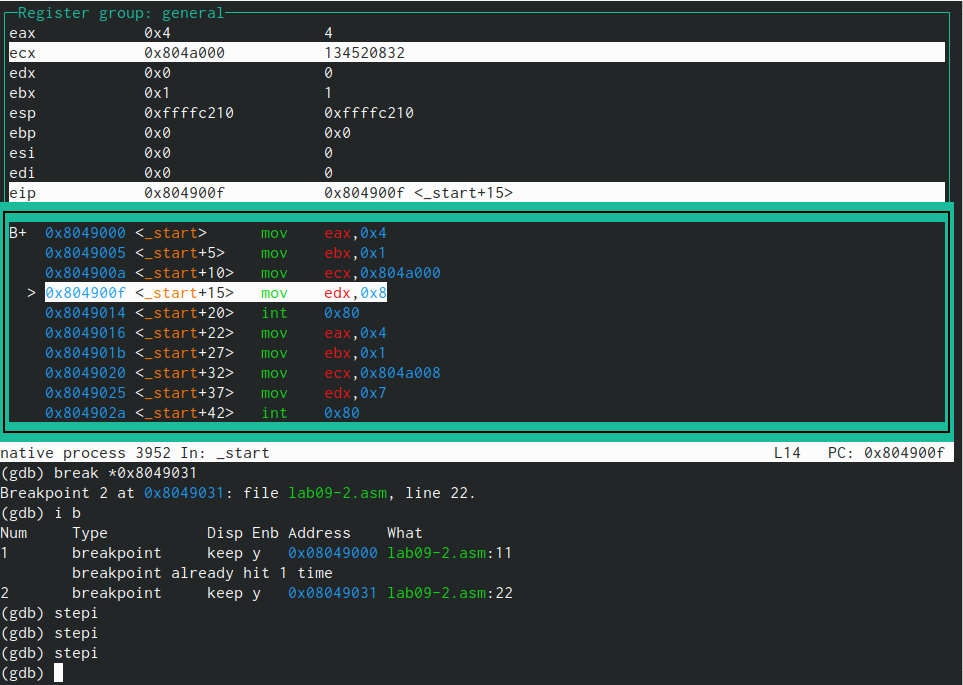 Register group: general
eax            0x4              4
ecx            0x804a000        134520832
edx            0x0              0
ebx            0x1              1
esp            0xffffc210       0xffffc210
ebp            0x0              0x0
esi            0x0              0
edi            0x0              0
eip            0x804900f        0x804900f <_start+15>
B+  0x8049000 <_start>      mov    eax,0x4
    0x8049005 <_start+5>    mov    ebx,0x1
    0x804900a <_start+10>   mov    ecx,0x804a000
  > 0x804900f <_start+15>   mov    edx,0x8
    0x8049014 <_start+20>   int    0x80
    0x8049016 <_start+22>   mov    eax,0x4
    0x804901b <_start+27>   mov    ebx,0x1
    0x8049020 <_start+32>   mov    ecx,0x804a008
    0x8049025 <_start+37>   mov    edx,0x7
    0x804902a <_start+42>   int    0x80
native process 3952 In: _start                    L14   PC: 0x804900f
(gdb) break *0x8049031
Breakpoint 2 at 0x8049031: file lab09-2.asm, line 22.
(gdb) i b
Num     Type           Disp Enb Address    What
1       breakpoint     keep y   0x08049000 lab09-2.asm:11
        breakpoint already hit 1 time
2       breakpoint     keep y   0x08049031 lab09-2.asm:22
(gdb) stepi
(gdb) stepi
(gdb) stepi
(gdb)